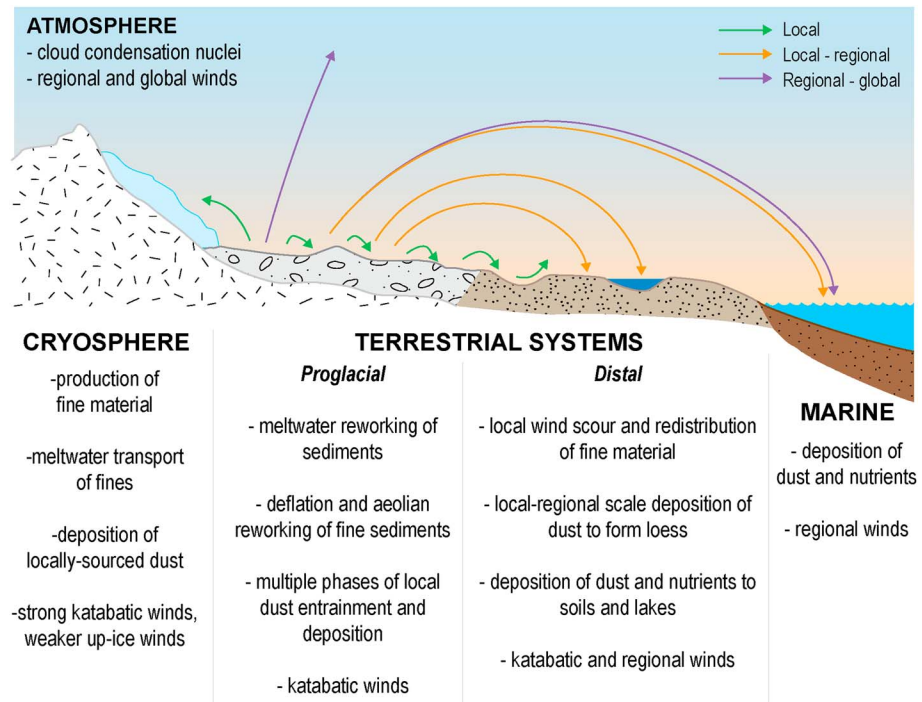 ATMOSPHERE
- cloud condensation nuclei
- regional and global winds
Local
Local - regional
Regional - global
CRYOSPHERE
-production of
fine material
-meltwater transport
of fines
-deposition of
locally-sourced dust
-strong katabatic winds,
weaker up-ice winds
TERRESTRIAL SYSTEMS
Proglacial
- meltwater reworking of
sediments
- deflation and aeolian
reworking of fine sediments
- multiple phases of local
dust entrainment and
deposition
- katabatic winds
Distal
- local wind scour and redistribution
of fine material
- local-regional scale deposition of
dust to form loess
- deposition of dust and nutrients to
soils and lakes
- katabatic and regional winds
MARINE
- deposition of
dust and nutrients
- regional winds